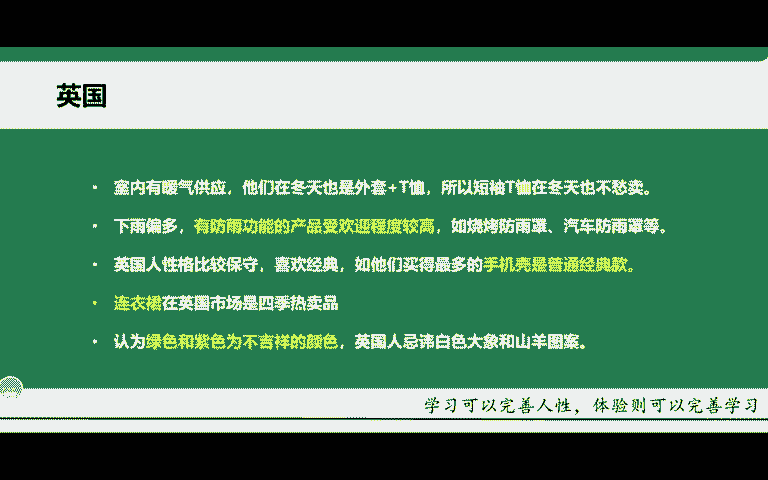 英国
• 室内有暖气供应，他们在冬天也是外套+T恤，所以短袖T恤在冬天也不愁卖。
• 下雨偏多，有防雨功能的产品受欢迎程度较高，如烧烤防雨罩、汽车防雨罩等。
• 英国人性格比较保守，喜欢经典，如他们买得最多的手机壳是普通经典款。
• 连衣裙在英国市场是四季热卖品
• 认为绿色和紫色为不吉祥的颜色，英国人忌讳白色大象和山羊图案。
学习可以完善人性，体验则可以完善学习